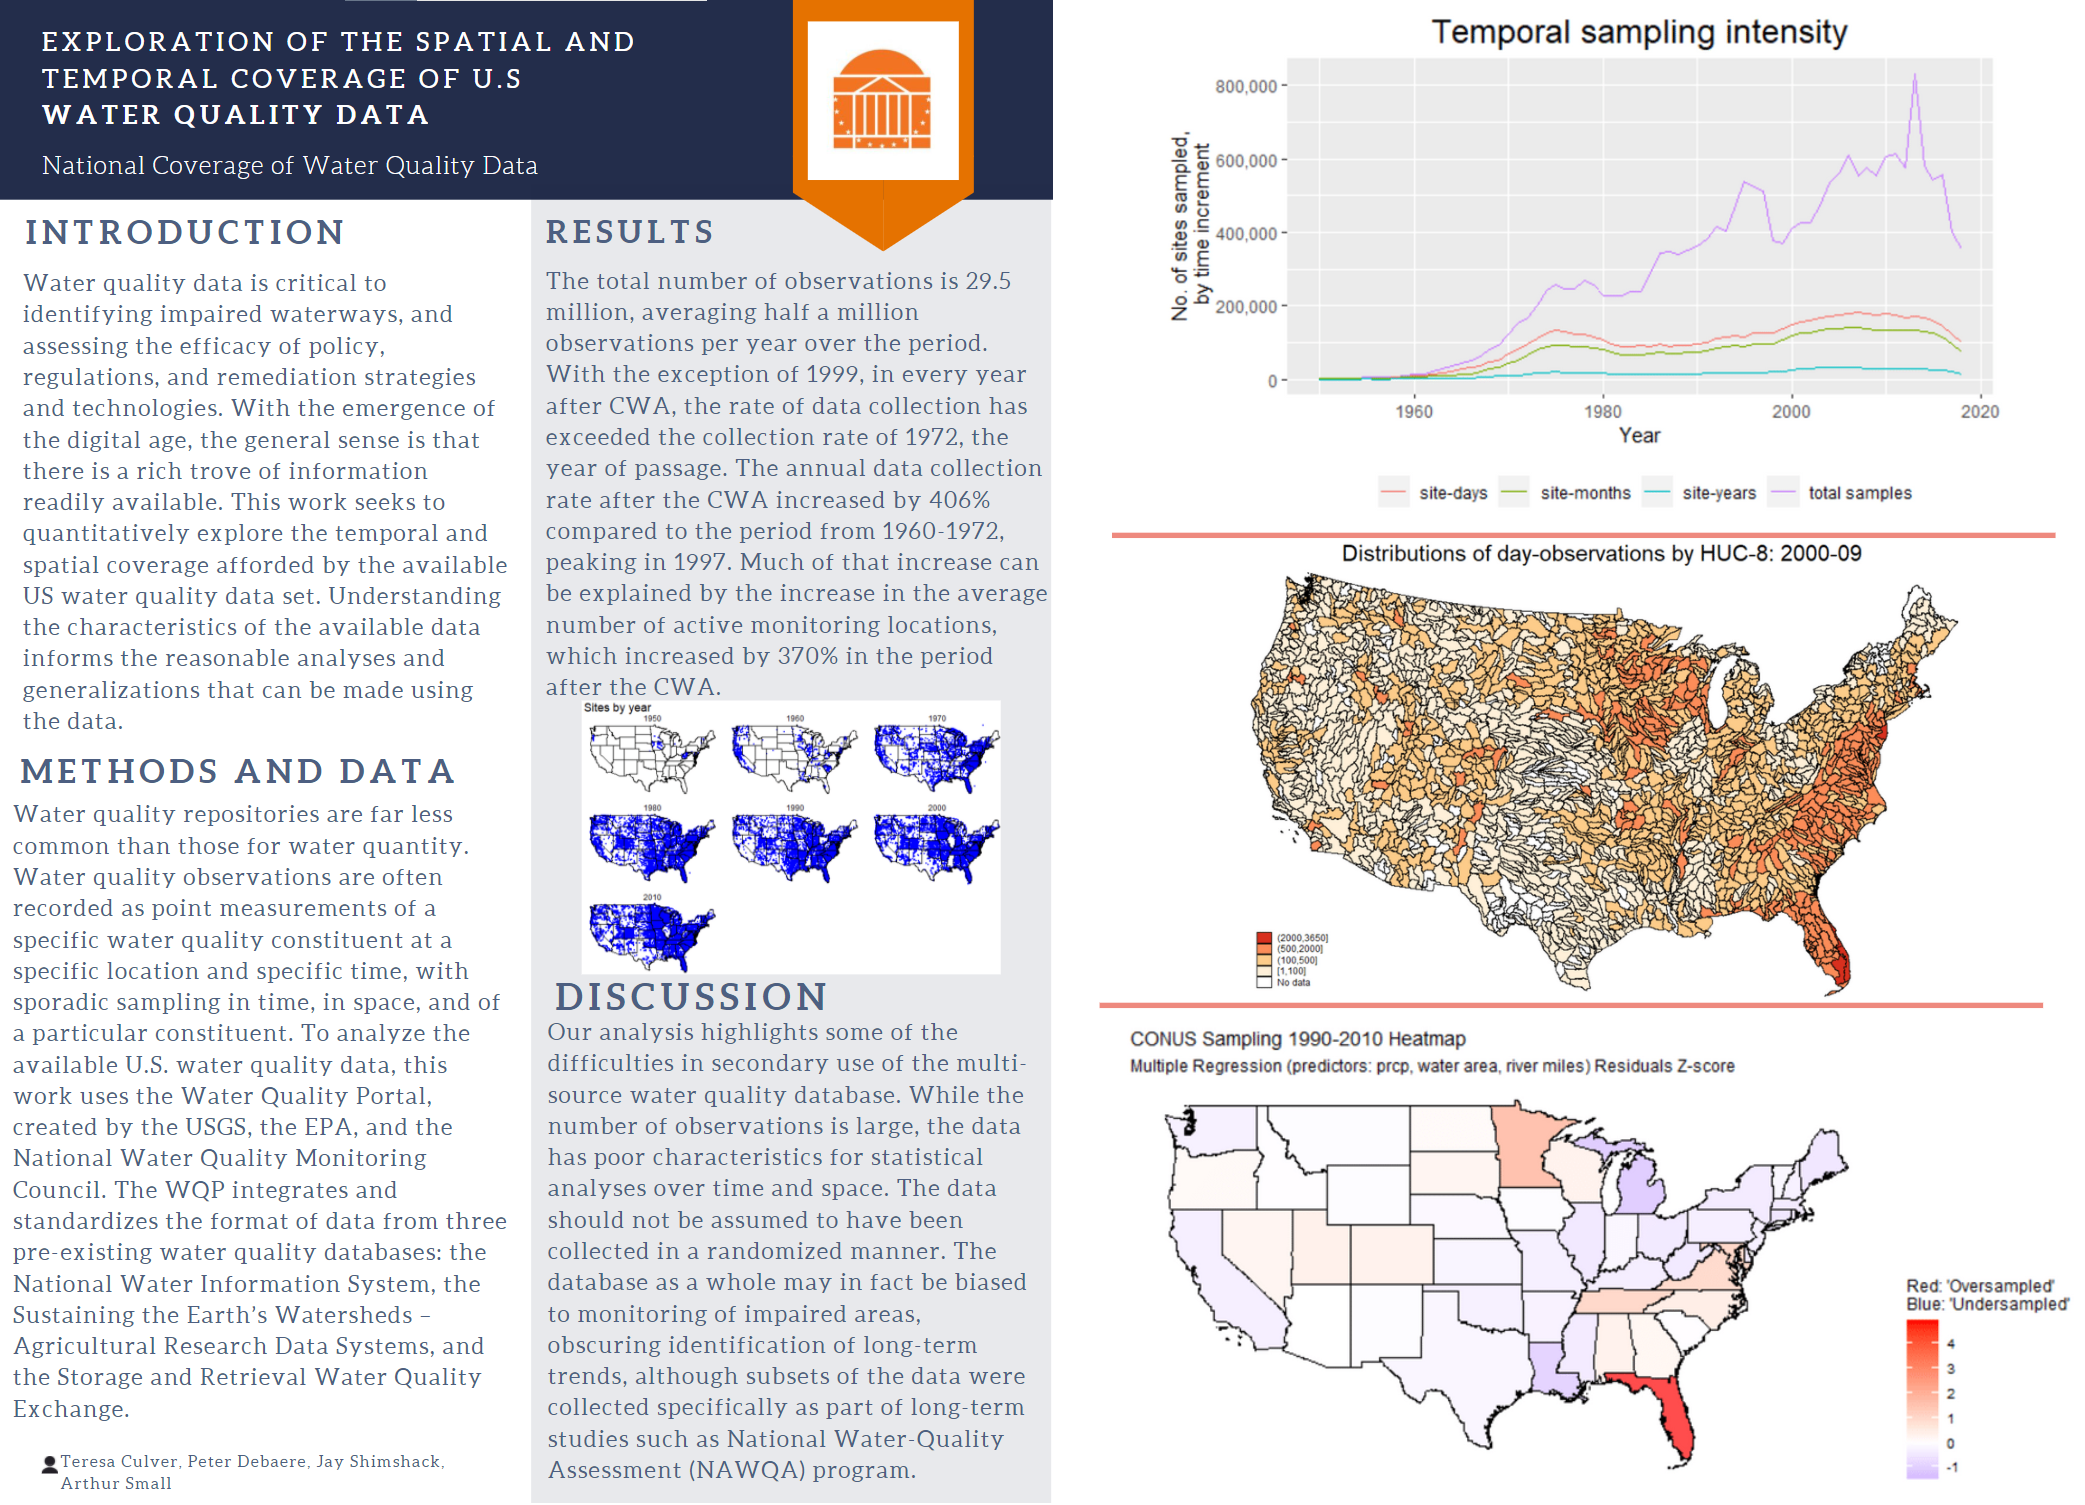 EXPLORATION OF THE SPATIAL AND
TEMPORAL COVERAGE OF U.S
WATER QUALITY DATA
National Coverage of Water Quality Data
INTRODUCTION
Water quality data is critical to
identifying impaired waterways, and
assessing the efficacy of policy,
regulations, and remediation strategies
and technologies. With the emergence of
the digital age, the general sense is that
there is a rich trove of information
readily available. This work seeks to
quantitatively explore the temporal and
spatial coverage afforded by the available
US water quality data set. Understanding
the characteristics of the available data
informs the reasonable analyses and
generalizations that can be made using
the data.
METHODS AND DATA
Water quality repositories are far less
common than those for water quantity.
Water quality observations are often
recorded as point measurements of a
specific water quality constituent at a
specific location and specific time, with
sporadic sampling in time, in space, and of
a particular constituent. To analyze the
available U.S. water quality data, this
work uses the Water Quality Portal,
created by the USGS, the EPA, and the
National Water Quality Monitoring
Council. The WQP integrates and
standardizes the format of data from three
pre-existing water quality databases: the
National Water Information System, the
Sustaining the Earth's Watersheds –
Agricultural Research Data Systems, and
the Storage and Retrieval Water Quality
Exchange.
Teresa Culver, Peter Debaere, Jay Shimshack,
Arthur Small
RESULTS
The total number of observations is 29.5
million, averaging half a million
observations per year over the period.
With the exception of 1999, in every year
after CWA, the rate of data collection has
exceeded the collection rate of 1972, the
year of passage. The annual data collection
rate after the CWA increased by 406%
compared to the period from 1960-1972,
peaking in 1997. Much of that increase can
be explained by the increase in the average
number of active monitoring locations,
which increased by 370% in the period
after the CWA.
Sites by year
1950 1960 1970
1980 1990 2000
2010
DISCUSSION
Our analysis highlights some of the
difficulties in secondary use of the multi-
source water quality database. While the
number of observations is large, the data
has poor characteristics for statistical
analyses over time and space. The data
should not be assumed to have been
collected in a randomized manner. The
database as a whole may in fact be biased
to monitoring of impaired areas,
obscuring identification of long-term
trends, although subsets of the data were
collected specifically as part of long-term
studies such as National Water-Quality
Assessment (NAWQA) program.
Temporal sampling intensity
No. of sites sampled,
by time increment
800,000
600,000
400,000
200,000
0
1960 1980 2000 2020
Year
site-days site-months site-years total samples
Distributions of day-observations by HUC-8: 2000-09
(2000,3650]
(500,2000]
(100,500]
[1,100]
No data
CONUS Sampling 1990-2010 Heatmap
Multiple Regression (predictors: prcp, water area, river miles) Residuals Z-score
Red: 'Oversampled'
Blue: 'Undersampled'
4
3
2
1
0
-1